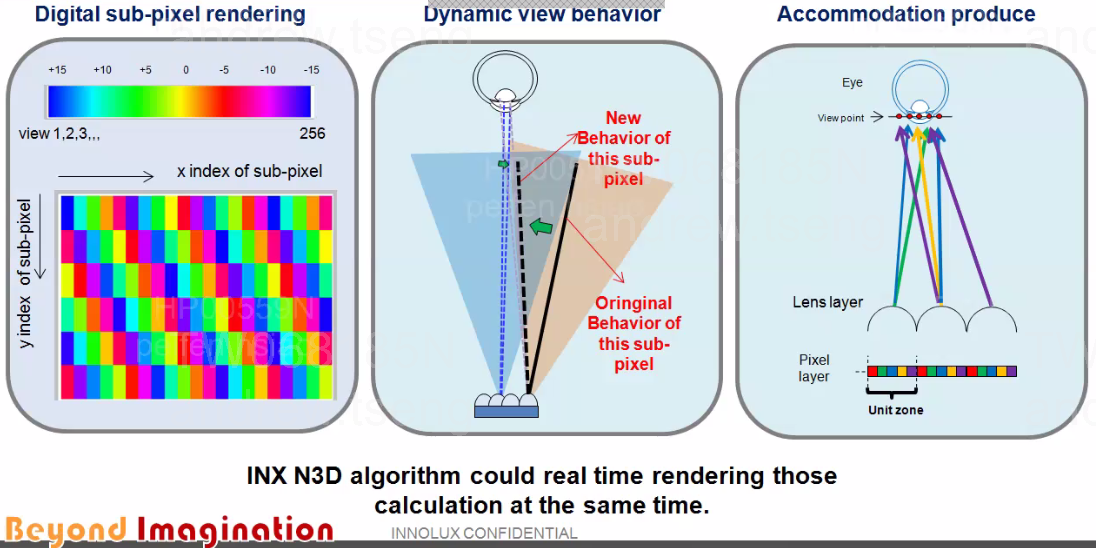 Digital sub-pixel rendering
Dynamic view behavior
Accommodation produce
+15 +10 +5 0 -5 -10 -15
view 1,2,3,,,
256
x index of sub-pixel
y index of sub-pixel
New
Behavior of
this sub-
pixel
Oringinal
Behavior of
this sub-
pixel
Eye
View point
Lens layer
Pixel
layer
Unit zone
INX N3D algorithm could real time rendering those
calculation at the same time.
Beyond Imagination
INNOLUX CONFIDENTIAL